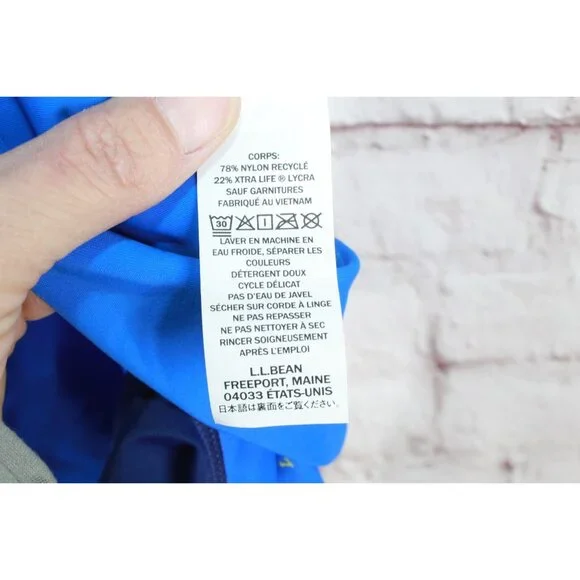 CORPS:
78% NYLON RECYCLÉ
22% XTRA LIFE ® LYCRA
SAUF GARNITURES
FABRIQUÉ AU VIETNAM
30
LAVER EN MACHINE EN
EAU FROIDE, SÉPARER LES
COULEURS
DÉTERGENT DOUX
CYCLE DÉLICAT
PAS D'EAU DE JAVEL
SÉCHER SUR CORDE À LINGE
NE PAS REPASSER
NE PAS NETTOYER À SEC
RINCER SOIGNEUSEMENT
APRÈS L'EMPLOI
L.L.BEAN
FREEPORT, MAINE
04033 ÉTATS-UNIS
日本語は裏面をご覧ください。